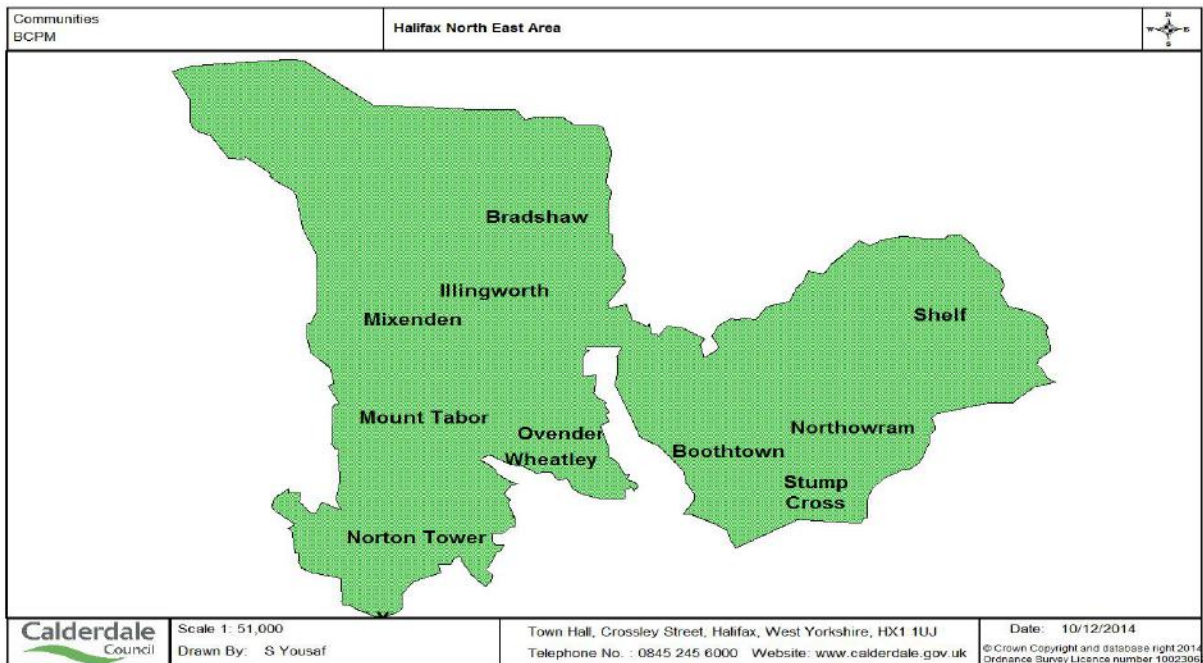 Communities
BCPM
Halifax North East Area
N
W E
S
Bradshaw
Illingworth
Mixenden
Shelf
Mount Tabor
Ovender
Northowram
Wheatley
Boothtown
Stump
Cross
Norton Tower
Calderdale
Council
Scale 1: 51,000
Drawn By: S Yousaf
Town Hall, Crossley Street, Halifax, West Yorkshire, HX1 1UJ
Telephone No. : 0845 245 6000 Website: www.calderdale.gov.uk
Date: 10/12/2014
© Crown Copyright and database right 201
Ordnance Survey Licence number 1002306